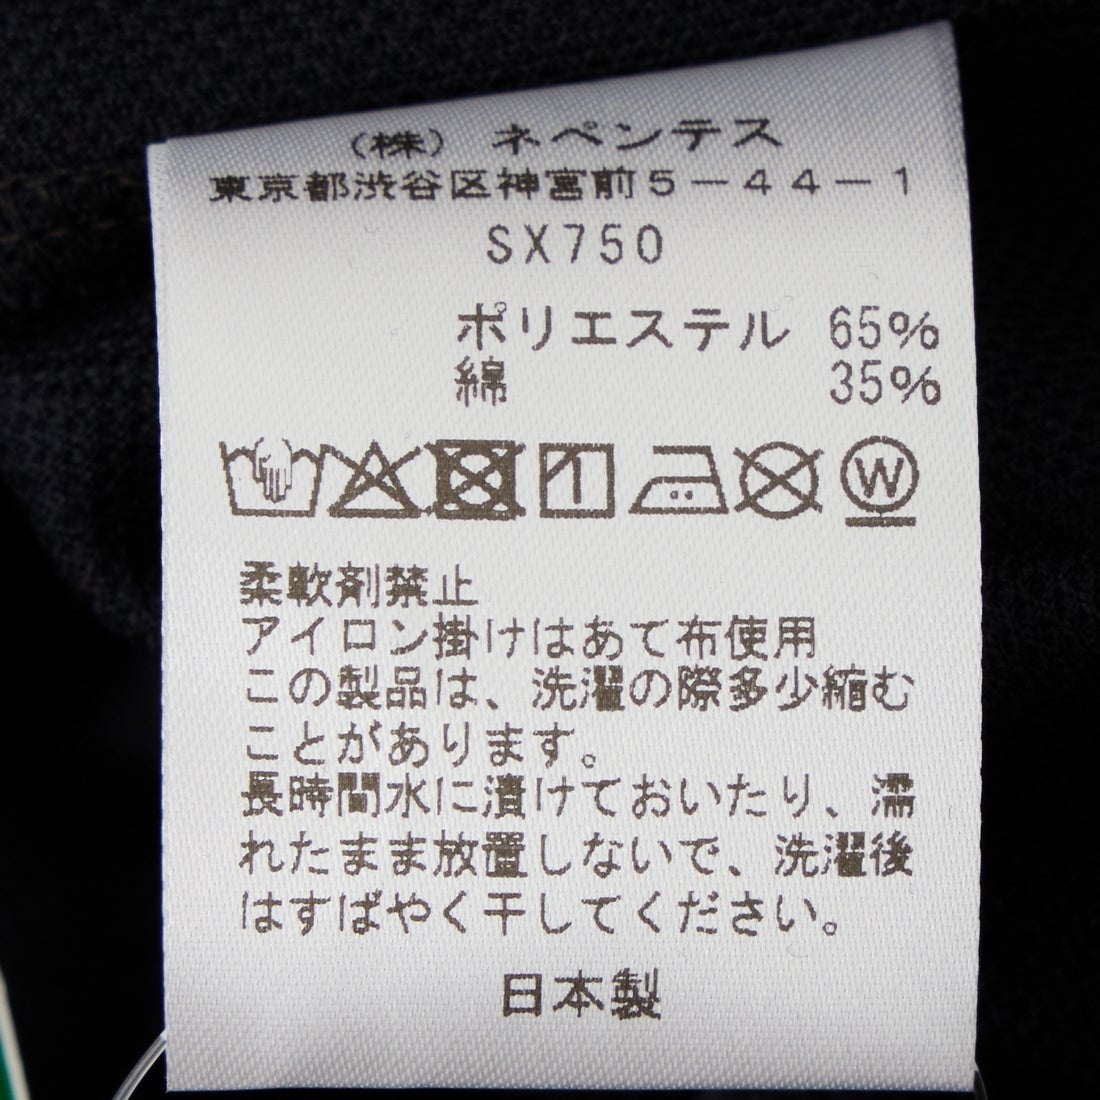 （株）ネペンテス
東京都渋谷区神宮前５－４４－１
SX750
ポリエステル 65%
綿 35%
W
柔軟剤禁止
アイロン掛けはあて布使用
この製品は、洗濯の際多少縮む
ことがあります。
長時間水に漬けておいたり、濡
れたまま放置しないで、洗濯後
はすばやく干してください。
日本製